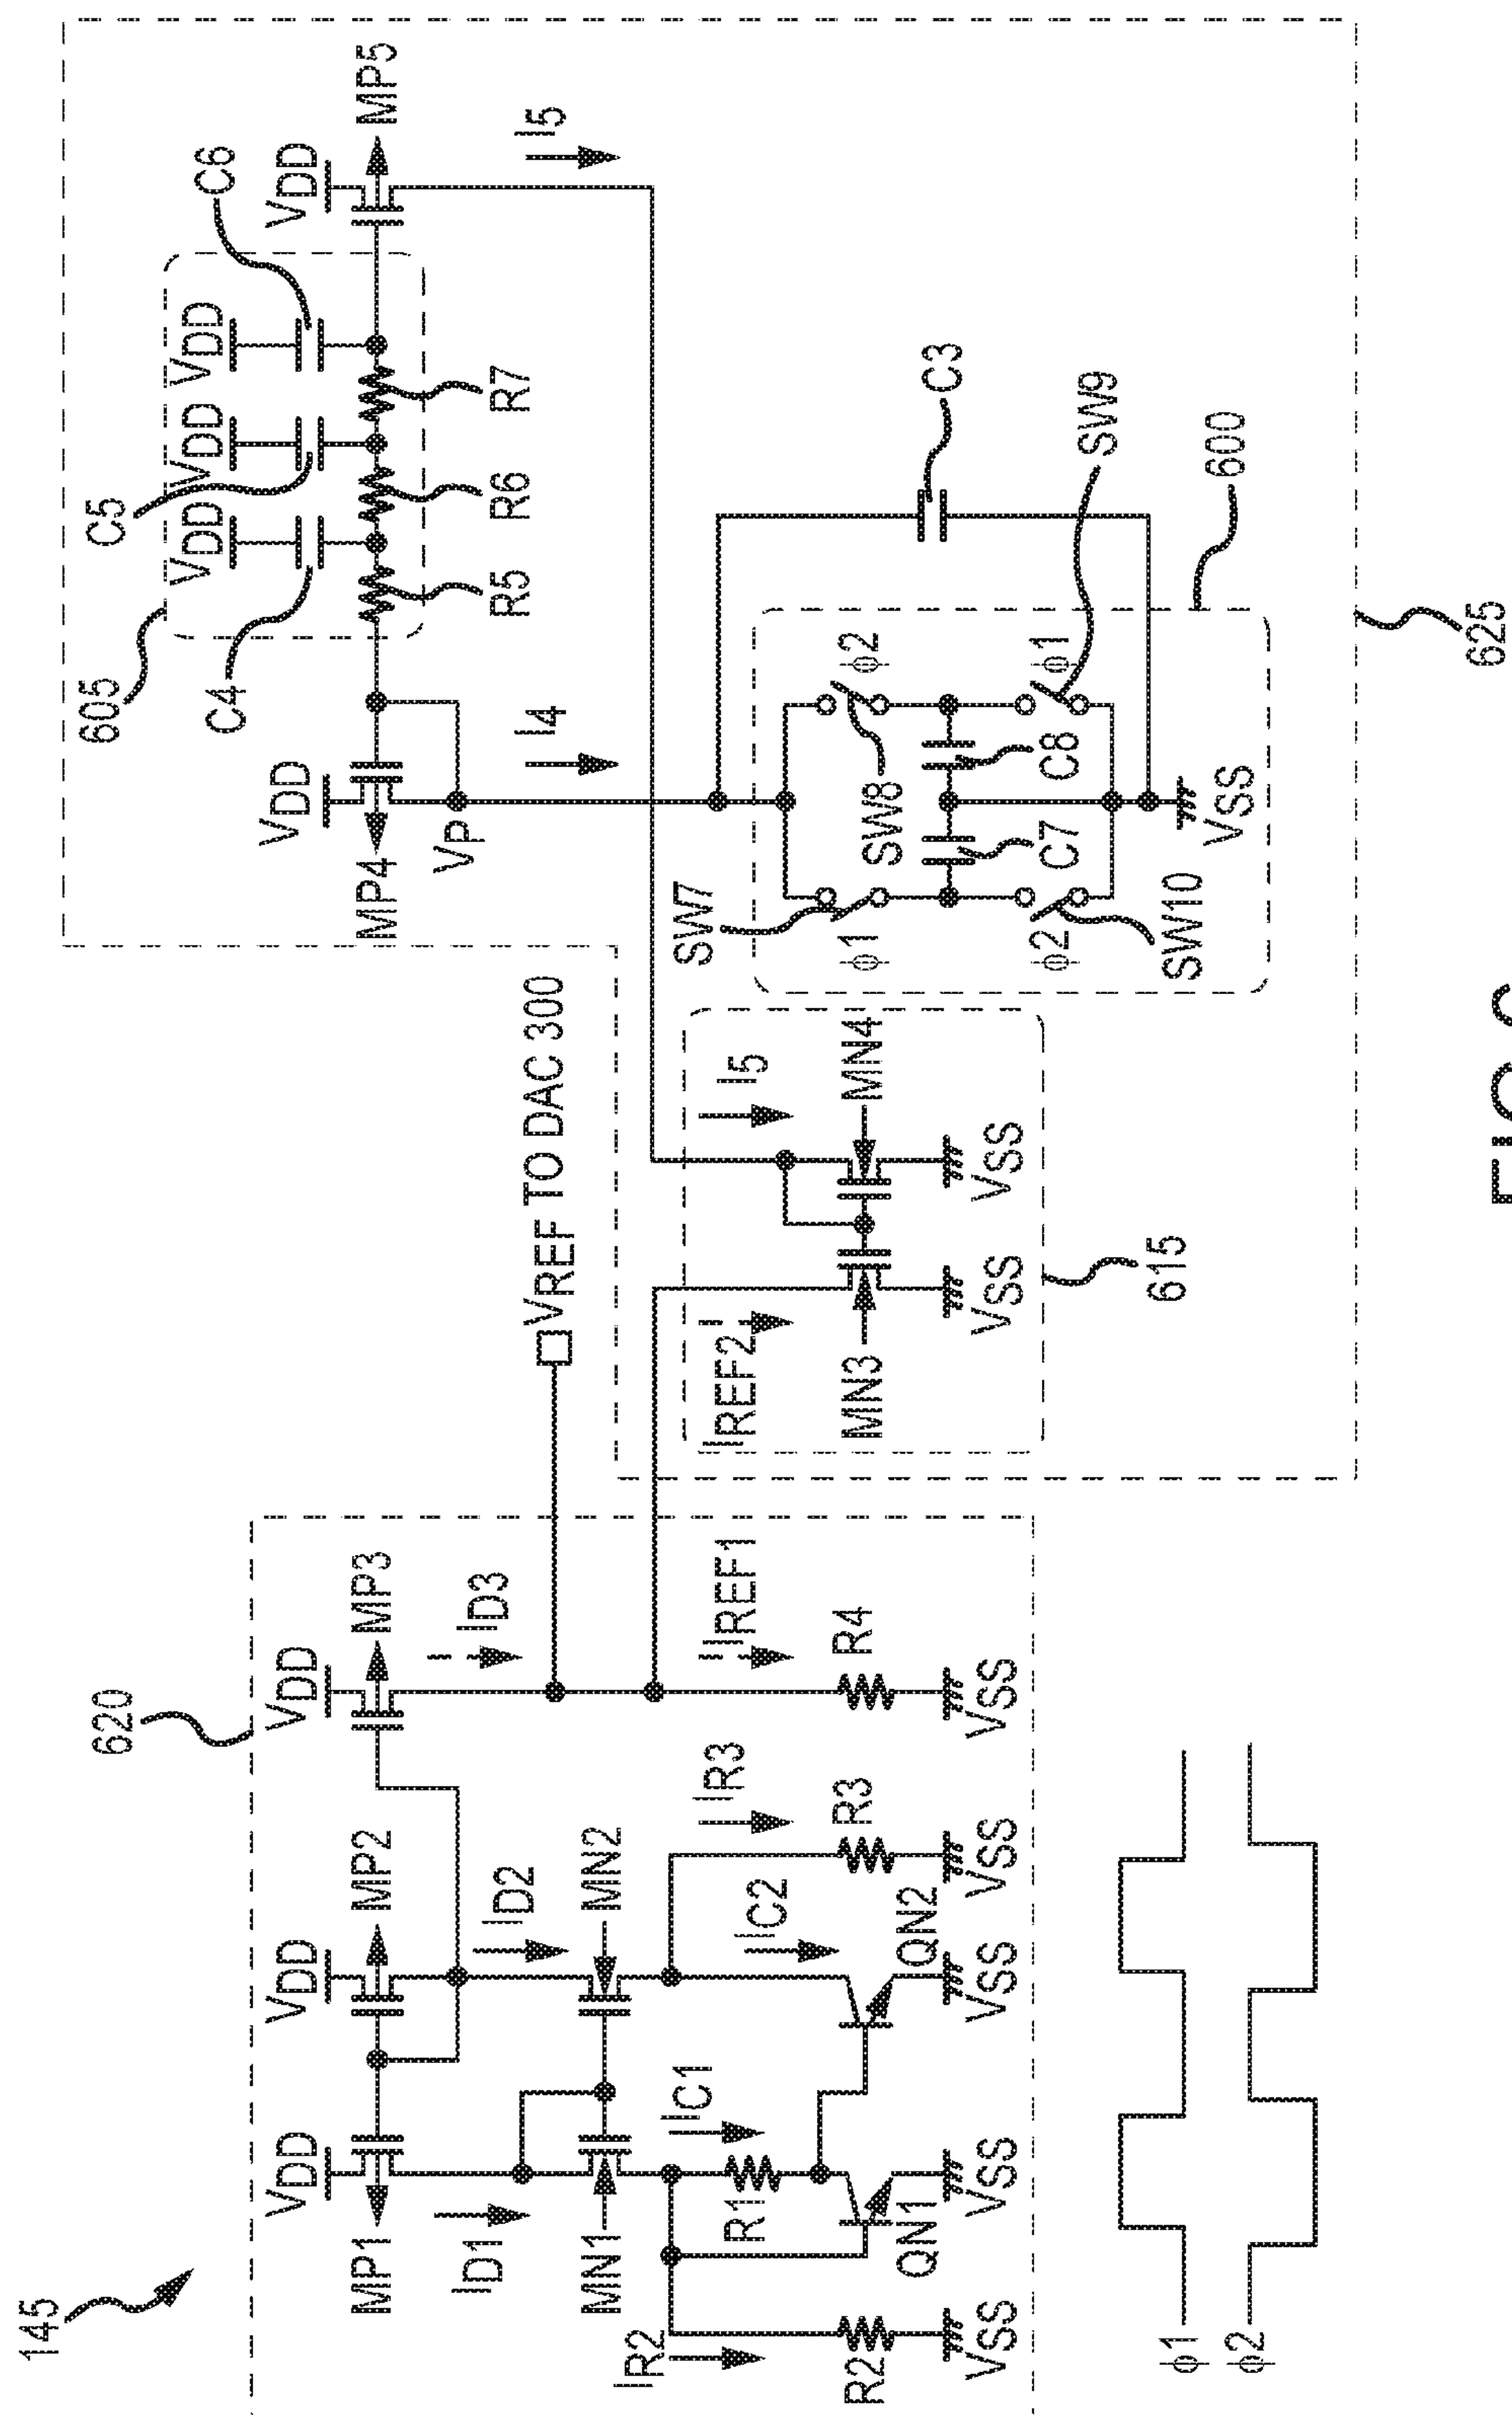 145
620
VDD
VDD
VDD
MP1
MP2
MP3
ID1
ID2
ID3
MN1
MN2
IR2
IC1
IC2
IR3
IREF1
R1
R2
QN1
QN2
R3
R4
VSS
VSS
VSS
VSS
VSS
ϕ1
ϕ2
VREF TO DAC 300
605
C4
C5
C6
VDD
VDD
VDD
VDD
VDD
MP4
MP5
R5
R6
R7
VP
I4
I5
IREF2
I5
MN3
MN4
VSS
VSS
615
SW7
ϕ1
SW8
ϕ2
C7
C8
ϕ2
SW10
ϕ1
SW9
VSS
C3
600
625